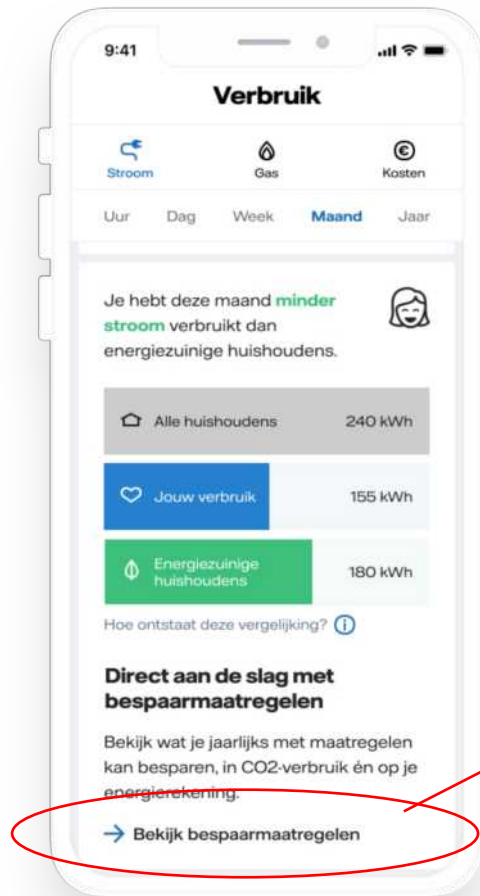 9:41
Verbruik
Stroom Gas Kosten
Uur Dag Week Maand Jaar
Je hebt deze maand minder
stroom verbruikt dan
energiezuinige huishoudens.
Alle huishoudens 240 kWh
Jouw verbruik 155 kWh
Energiezuinige
huishoudens 180 kWh
Hoe ontstaat deze vergelijking?
Direct aan de slag met
bespaarmaatregelen
Bekijk wat je jaarlijks met maatregelen
kan besparen, in CO2-verbruik én op je
energierekening.
→ Bekijk bespaarmaatregelen